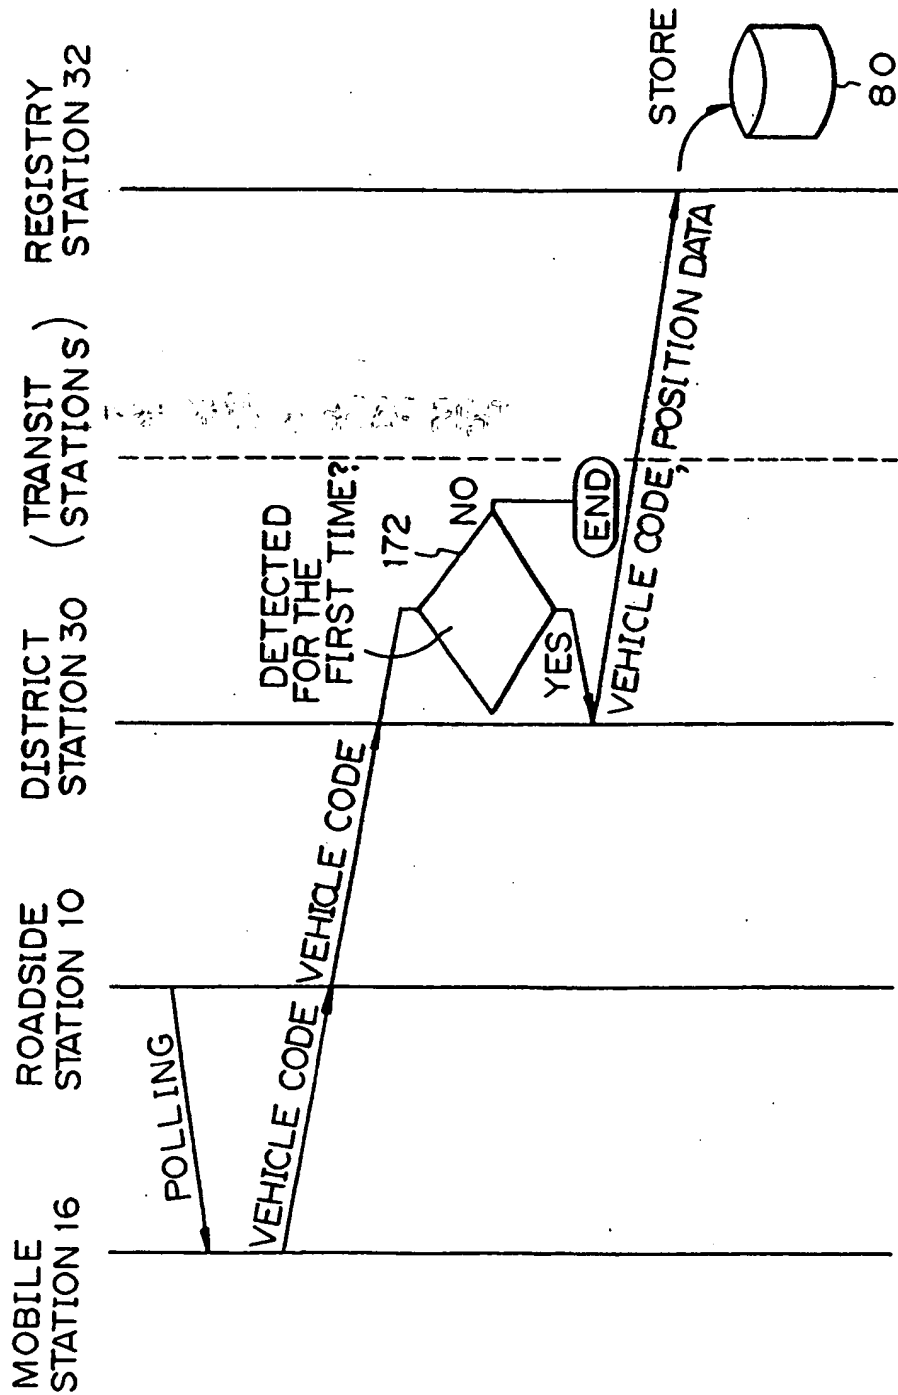 MOBILE
STATION 16
ROADSIDE
STATION 10
DISTRICT
STATION 30
(TRANSIT
STATIONS)
REGISTRY
STATION 32
POLLING
VEHICLE CODE
VEHICLE CODE
DETECTED
FOR THE
FIRST TIME?
172
NO
YES
END
VEHICLE CODE, POSITION DATA
STORE
80